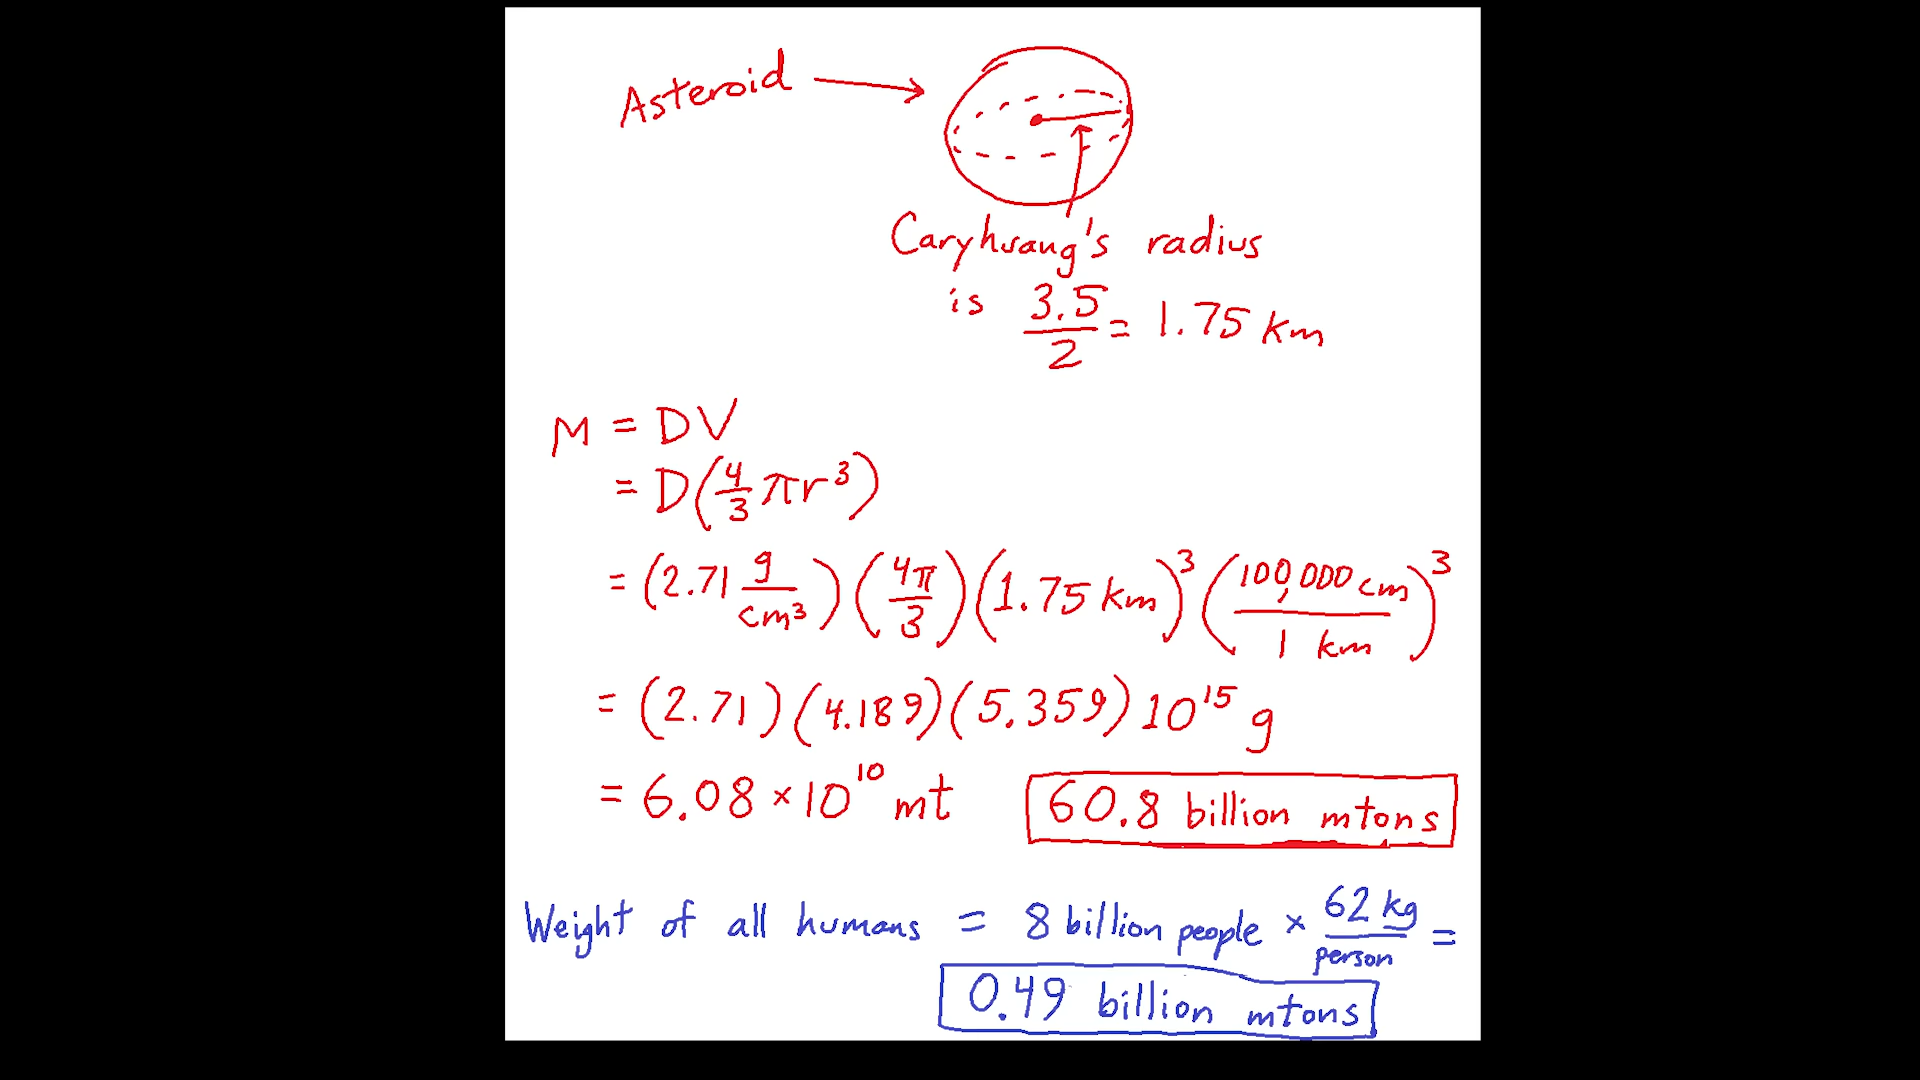 Asteroid
Caryhuang's radius
is 3.5/2 = 1.75 km
M = DV
= D(4/3 πr³)
= (2.71 g/cm³)(4π/3)(1.75 km)³(100,000 cm/1 km)³
= (2.71)(4.189)(5.359)10¹⁵ g
= 6.08 × 10¹⁰ mt
60.8 billion mtons
Weight of all humans = 8 billion people × 62 kg/person =
0.49 billion mtons